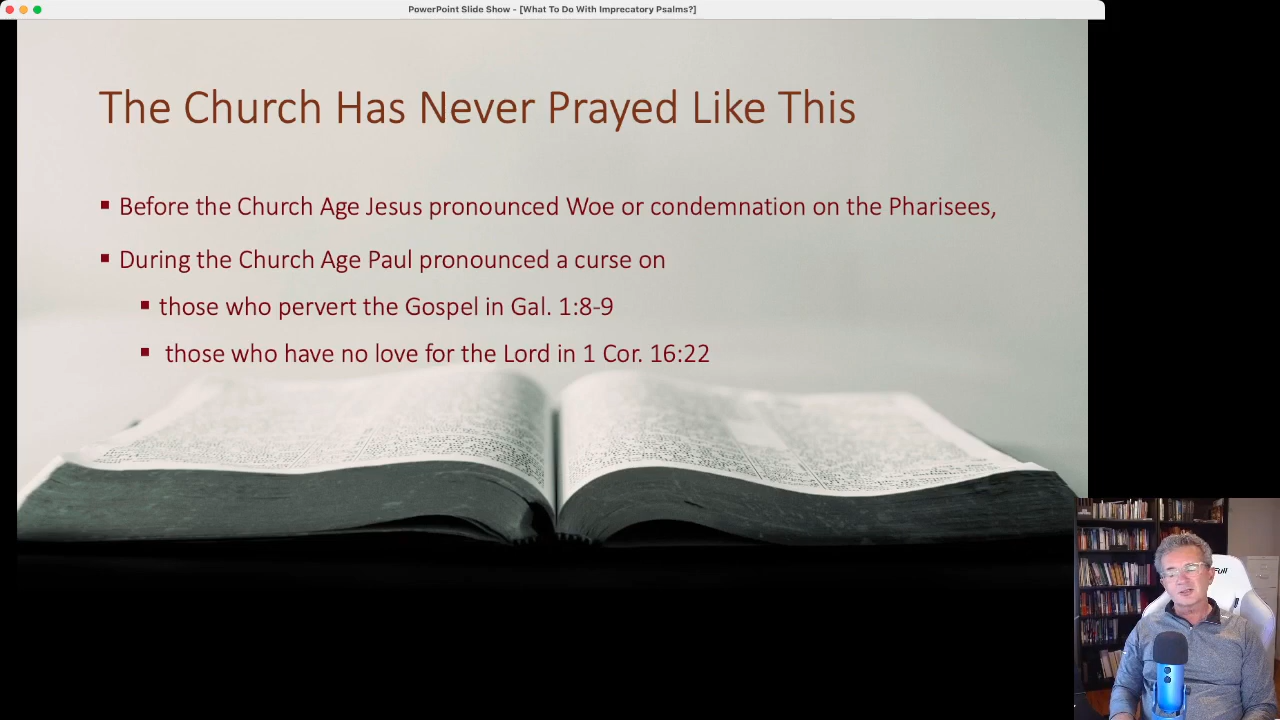 PowerPoint Slide Show - [What To Do With Imprecatory Psalms?]
The Church Has Never Prayed Like This
▪ Before the Church Age Jesus pronounced Woe or condemnation on the Pharisees,
▪ During the Church Age Paul pronounced a curse on
▪ those who pervert the Gospel in Gal. 1:8-9
▪ those who have no love for the Lord in 1 Cor. 16:22